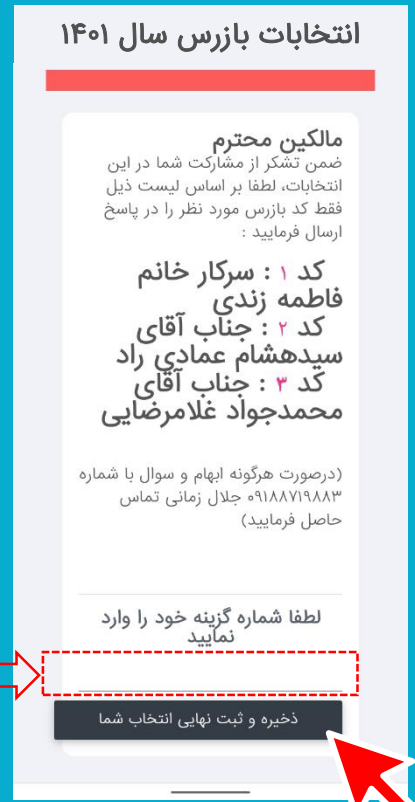 انتخابات بازرس سال ۱۴۰۱
مالکین محترم
ضمن تشکر از مشارکت شما در این
انتخابات، لطفا بر اساس لیست ذیل
فقط کد بازرس مورد نظر را در پاسخ
ارسال فرمایید :
کد ۱ : سرکار خانم
فاطمه زندی
کد ۲ : جناب آقای
سیدهشام عمادی راد
کد ۳ : جناب آقای
محمدجواد غلامرضایی
(درصورت هرگونه ابهام و سوال با شماره
۰۹۱۸۸۷۱۹۸۸۳ جلال زمانی تماس
حاصل فرمایید)
لطفا شماره گزینه خود را وارد
نمایید
ذخیره و ثبت نهایی انتخاب شما